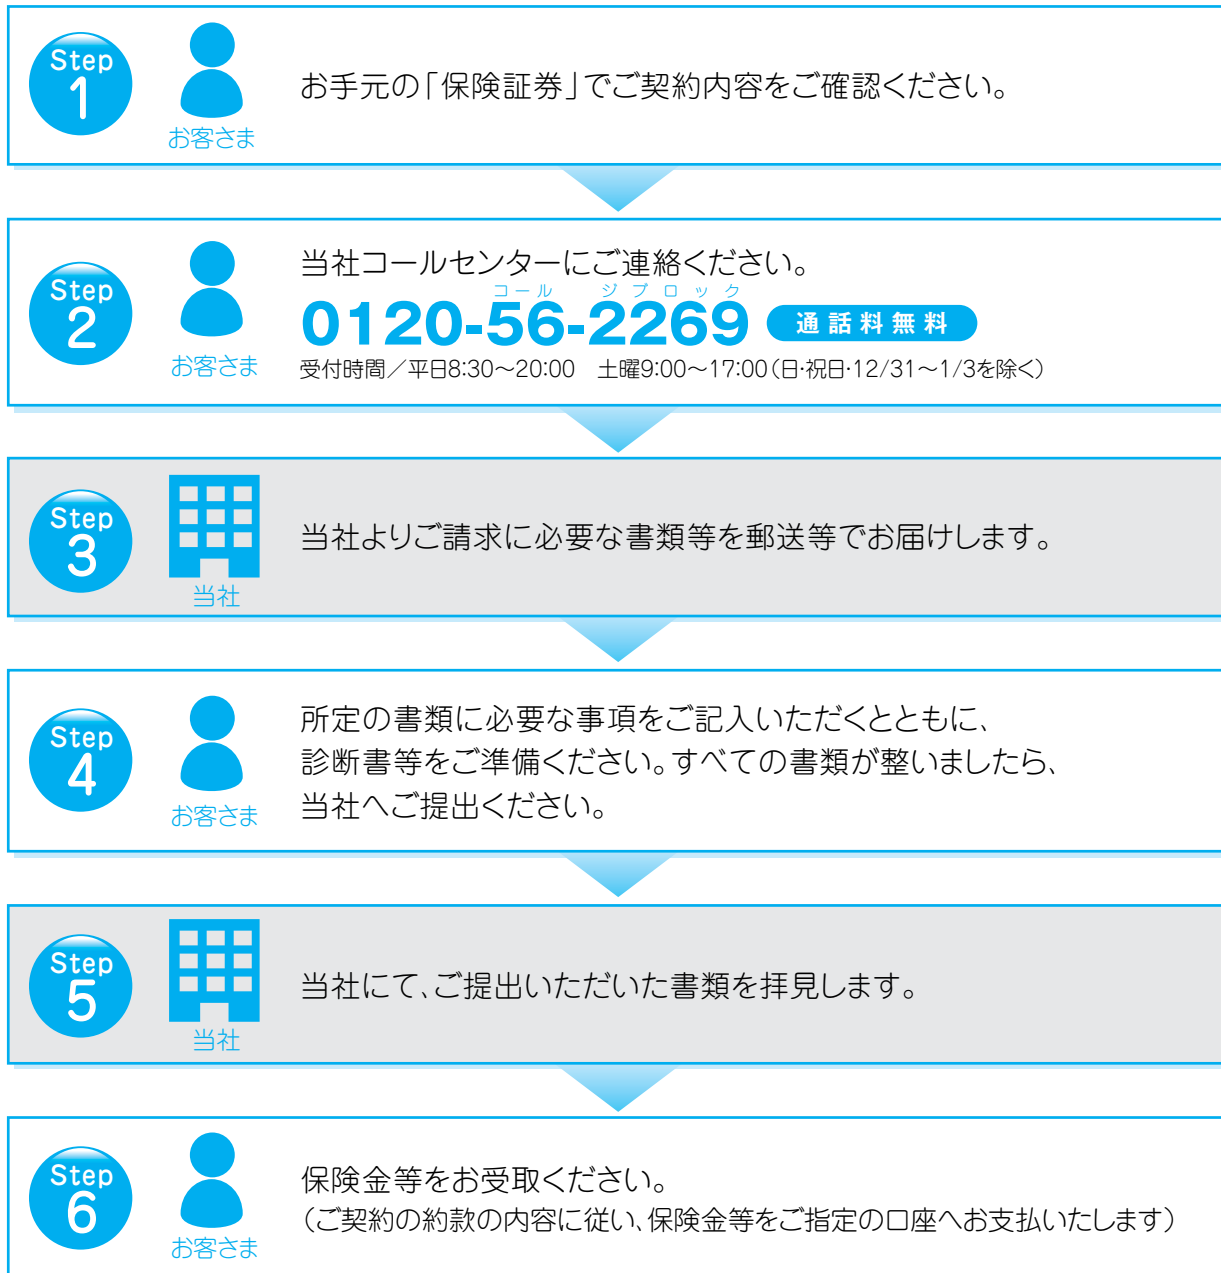 Step
1
お客さま
お手元の「保険証券」でご契約内容をご確認ください。
Step
2
お客さま
当社コールセンターにご連絡ください。
コール ジブロック
0120-56-2269 通話料無料
受付時間／平日8:30～20:00 土曜9:00～17:00（日・祝日・12/31～1/3を除く）
Step
3
当社
当社よりご請求に必要な書類等を郵送等でお届けします。
Step
4
お客さま
所定の書類に必要な事項をご記入いただくとともに、
診断書等をご準備ください。すべての書類が整いましたら、
当社へご提出ください。
Step
5
当社
当社にて、ご提出いただいた書類を拝見します。
Step
6
お客さま
保険金等をお受取ください。
（ご契約の約款の内容に従い、保険金等をご指定の口座へお支払いたします）